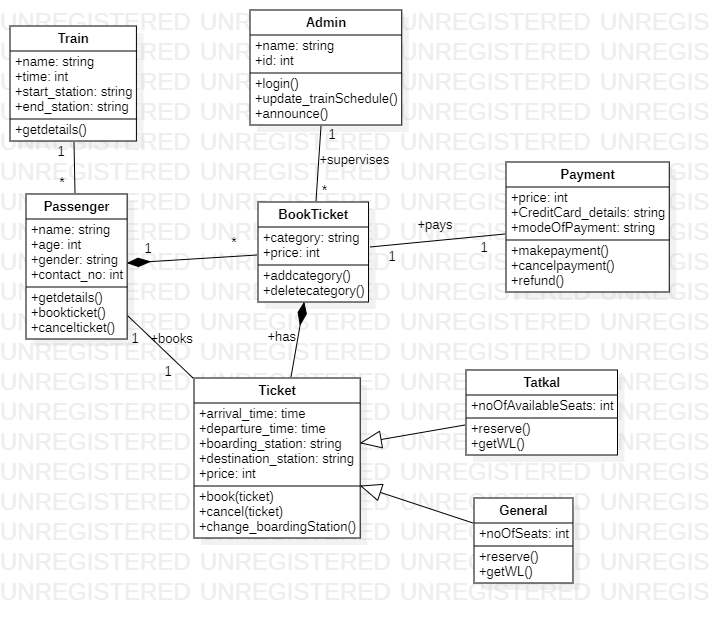 Train
+name: string
+time: int
+start_station: string
+end_station: string
+getdetails()
1
*
Admin
+name: string
+id: int
+login()
+update_trainSchedule()
+announce()
1
+supervises
*
Passenger
+name: string
+age: int
+gender: string
+contact_no: int
+getdetails()
+bookticket()
+cancelticket()
1
*
BookTicket
+category: string
+price: int
+addcategory()
+deletecategory()
+pays
1
1
Payment
+price: int
+CreditCard_details: string
+modeOfPayment: string
+makepayment()
+cancelpayment()
+refund()
1
+books
1
+has
Ticket
+arrival_time: time
+departure_time: time
+boarding_station: string
+destination_station: string
+price: int
+book(ticket)
+cancel(ticket)
+change_boardingStation()
Tatkal
+noOfAvailableSeats: int
+reserve()
+getWL()
General
+noOfSeats: int
+reserve()
+getWL()
UNREGISTERED